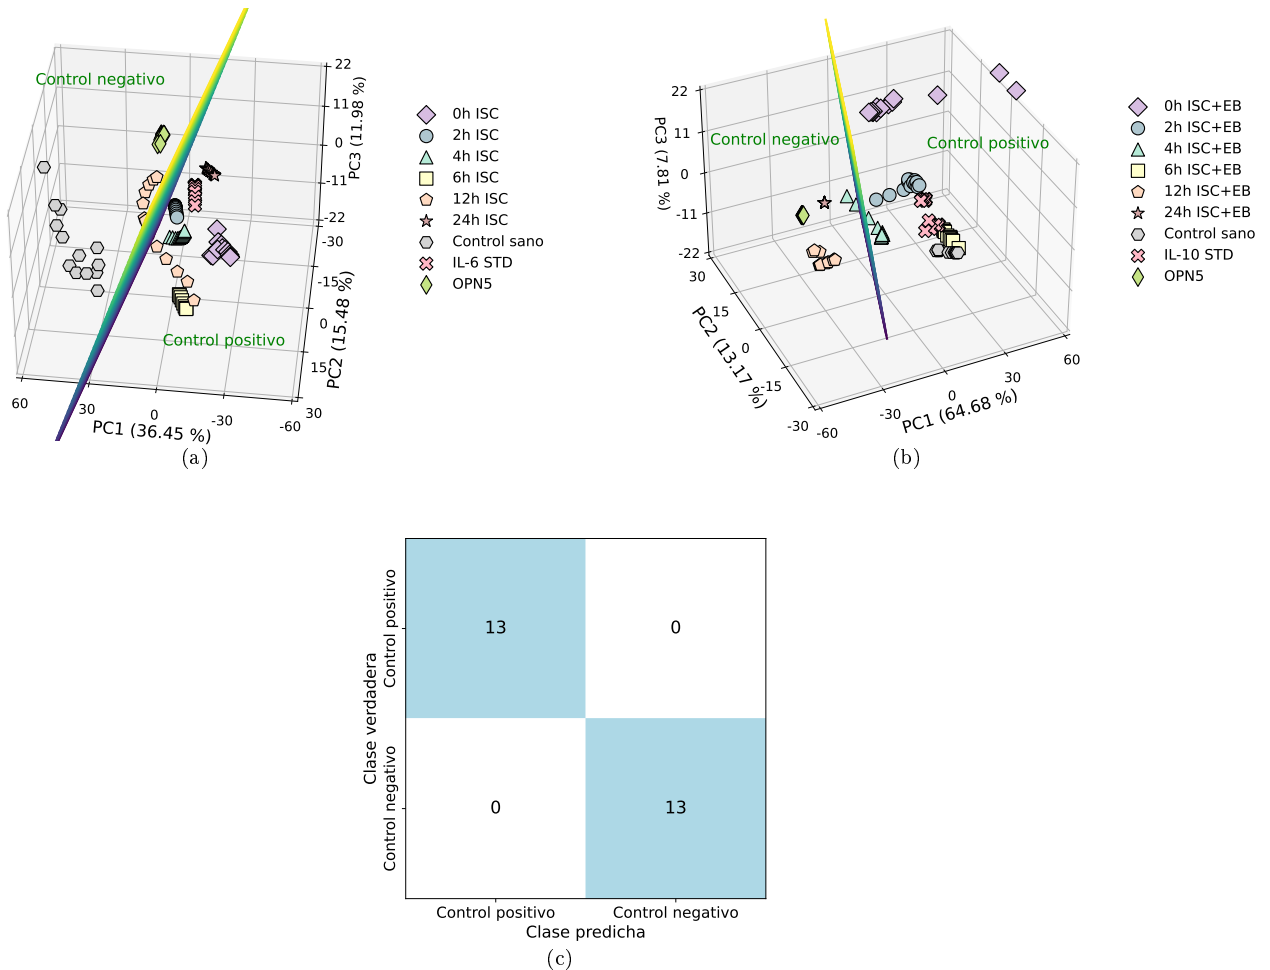 Control negativo
Control positivo
22
11
0
-11
-22
PC3 (11.98 %)
-30
-15
0
15
30
PC2 (15.48 %)
60
30
0
-30
-60
PC1 (36.45 %)
0h ISC
2h ISC
4h ISC
6h ISC
12h ISC
24h ISC
Control sano
IL-6 STD
OPN5
(a)
Control negativo
Control positivo
22
11
0
-11
-22
PC3 (7.81 %)
30
15
0
-15
-30
PC2 (13.17 %)
-60
-30
0
30
60
PC1 (64.68 %)
0h ISC+EB
2h ISC+EB
4h ISC+EB
6h ISC+EB
12h ISC+EB
24h ISC+EB
Control sano
IL-10 STD
OPN5
(b)
Clase verdadera
Control positivo
Control negativo
13
0
0
13
Control positivo
Control negativo
Clase predicha
(c)